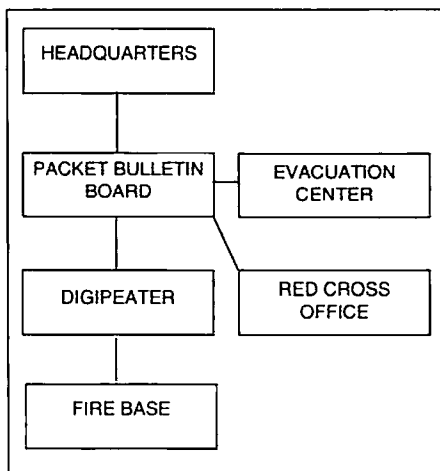 HEADQUARTERS
PACKET BULLETIN
BOARD
EVACUATION
CENTER
DIGIPEATER
RED CROSS
OFFICE
FIRE BASE